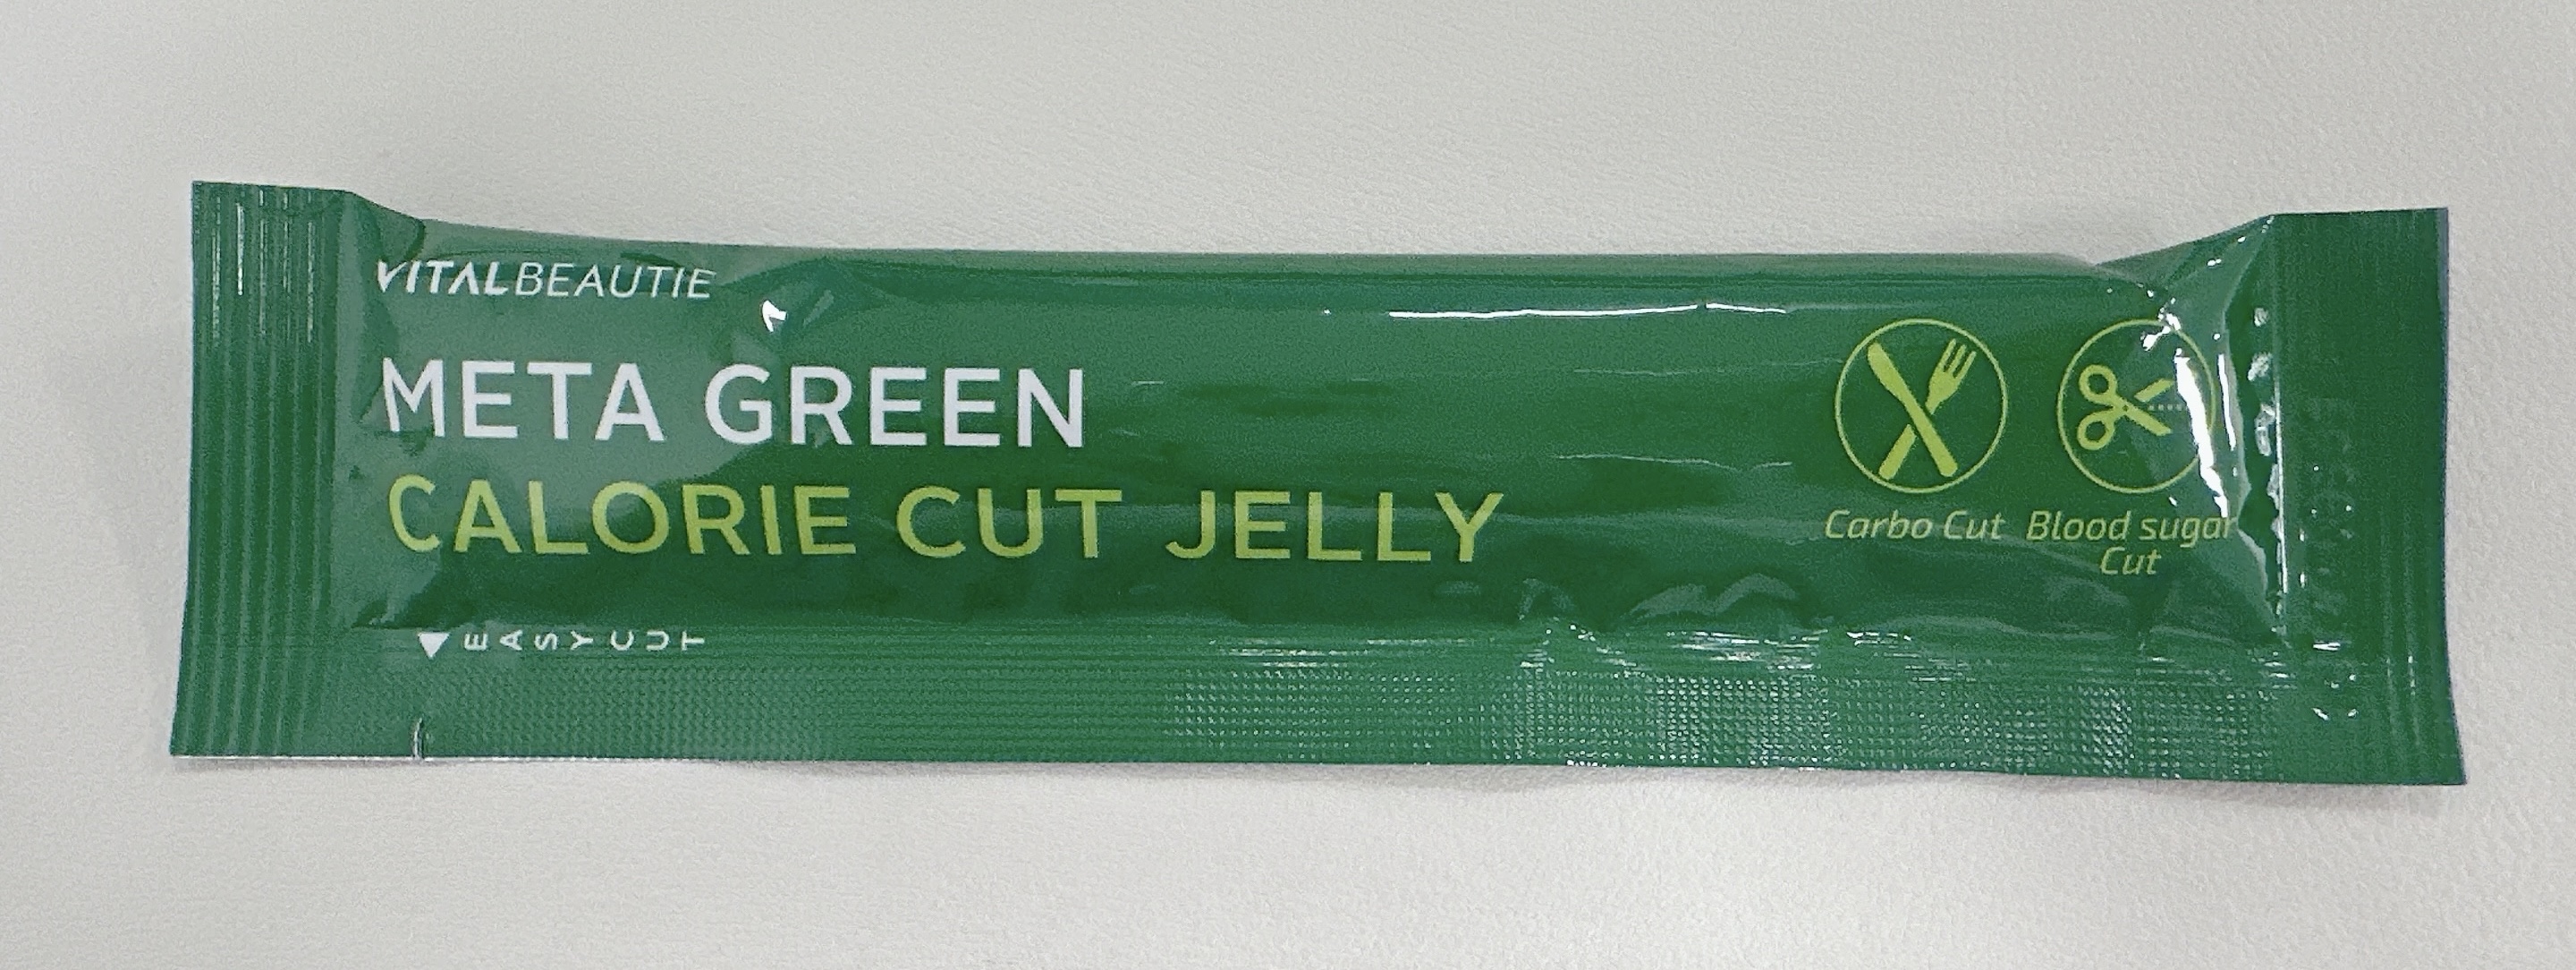 VITALBEAUTIE
META GREEN
CALORIE CUT JELLY
Carbo Cut
Blood sugar
Cut
EASY CUT